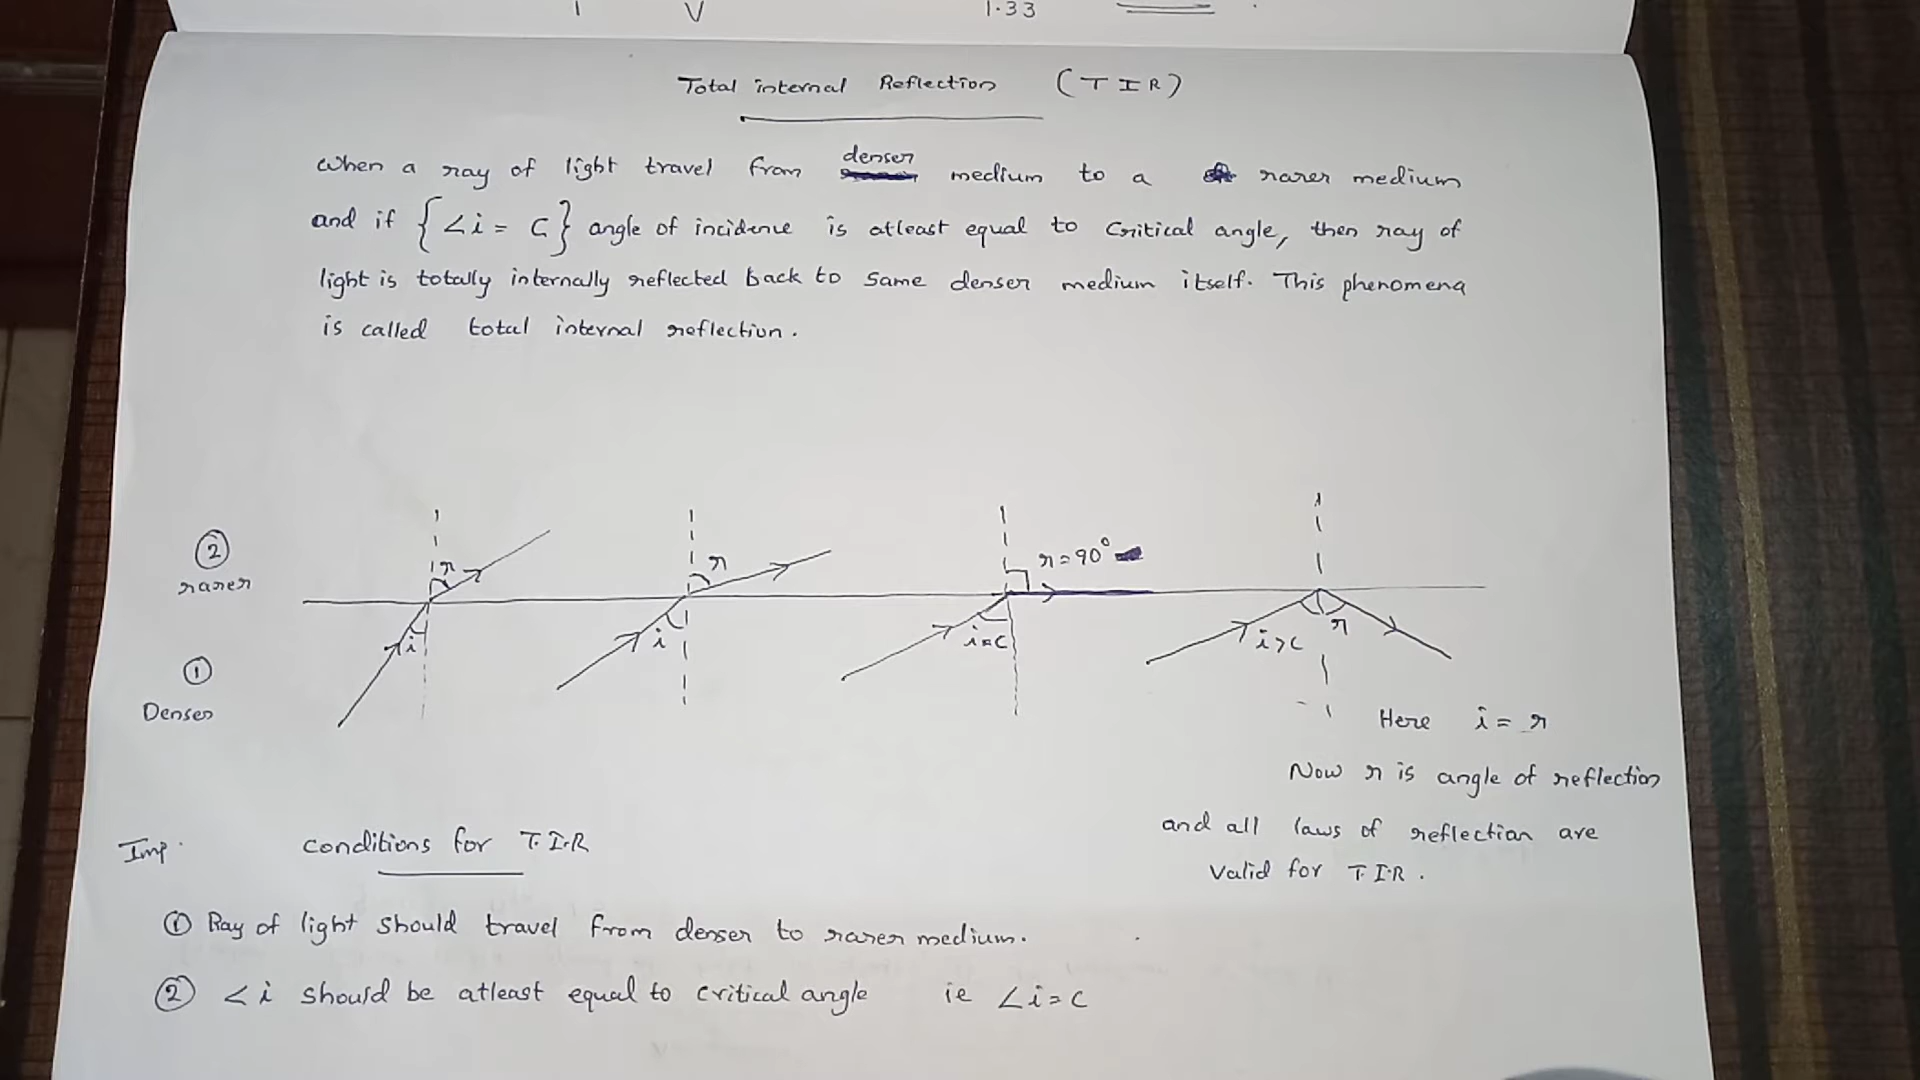 1 V 1.33
Total internal Reflection (TIR)
When a ray of light travel from denser medium to a rarer medium
and if {∠i = C} angle of incidence is atleast equal to critical angle, then ray of
light is totally internally reflected back to same denser medium itself. This phenomena
is called total internal reflection.
② rarer
r
r
r=90°
i
i
i=C
i>C
r
① Denser
Here i = r
Now r is angle of reflection
and all laws of reflection are
Valid for T.I.R.
Imp. Conditions for T.I.R
① Ray of light should travel from denser to rarer medium.
② ∠i should be atleast equal to critical angle ie ∠i=C